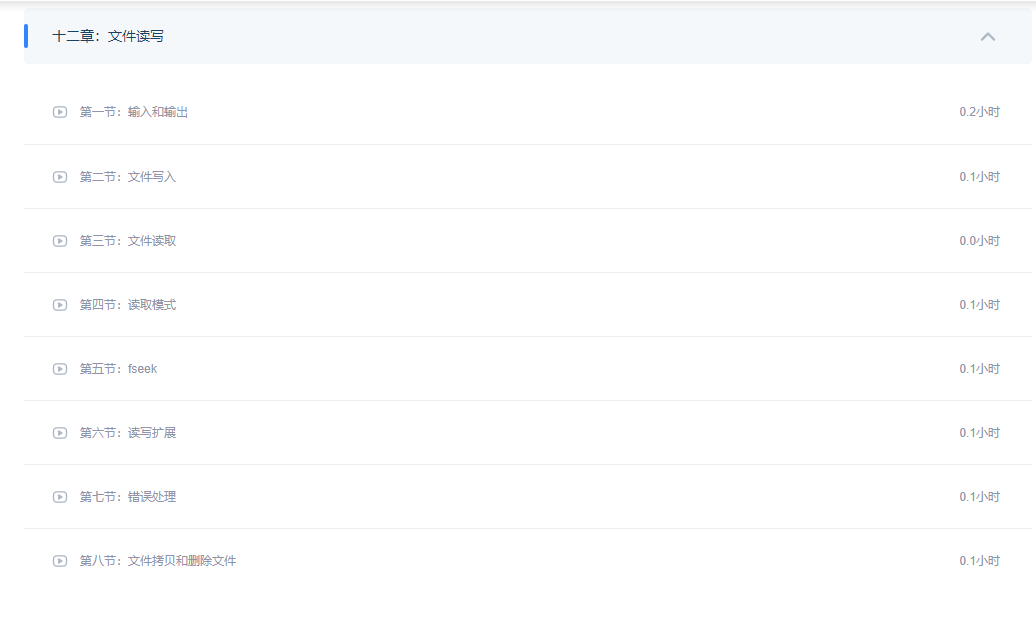 十二章：文件读写
第一节：输入和输出 0.2小时
第二节：文件写入 0.1小时
第三节：文件读取 0.0小时
第四节：读取模式 0.1小时
第五节：fseek 0.1小时
第六节：读写扩展 0.1小时
第七节：错误处理 0.1小时
第八节：文件拷贝和删除文件 0.1小时